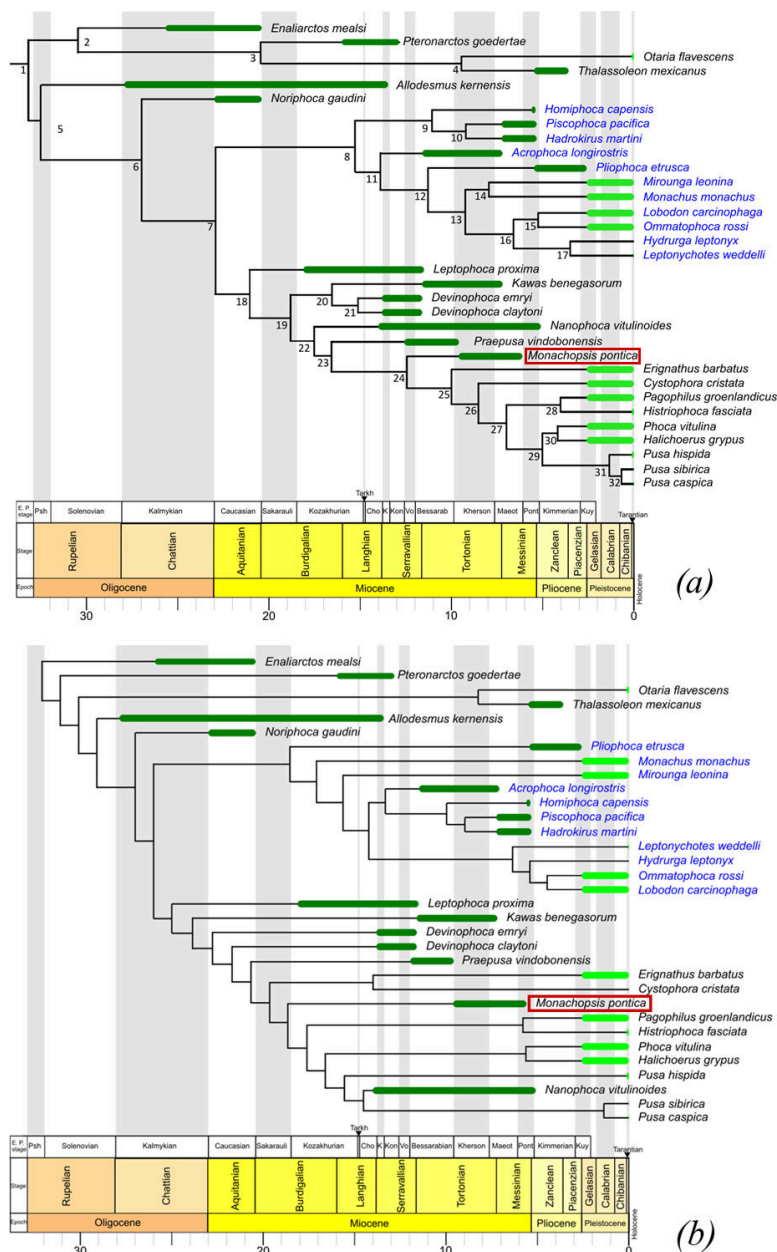 Enaliarctos mealsi
2
Pteronarctos goedertae
3
Otaria flavescens
1
4
Thalassoleon mexicanus
Allodesmus kernensis
Noriphoca gaudini
Homiphoca capensis
5
9
Piscophoca pacifica
10
Hadrokirus martini
8
Acrophoca longirostris
6
11
Pliophoca etrusca
12
Mirounga leonina
14
Monachus monachus
Lobodon carcinophaga
13
15
Ommatophoca rossi
7
16
Hydrurga leptonyx
17
Leptonychotes weddelli
Leptophoca proxima
18
Kawas benegasorum
20
Devinophoca emryi
21
Devinophoca claytoni
19
Nanophoca vitulinoides
22
Praepusa vindobonensis
23
Monachopsis pontica
24
Erignathus barbatus
25
Cystophora cristata
26
Pagophilus groenlandicus
28
Histriophoca fasciata
27
Phoca vitulina
30
Halichoerus grypus
29
Pusa hispida
31
Pusa sibirica
32
Pusa caspica
Tarkh
Tarantian
E. P. stage
Psh
Solenovian
Kalmykian
Caucasian
Sakarauli
Kozakhurian
Cho
K
Kon
Vo
Bessarab
Kherson
Maeot
Pont
Kimmerian
Kuy
Stage
Rupelian
Chattian
Aquitanian
Burdigalian
Langhian
Serravallian
Tortonian
Messinian
Zanclean
Piacenzian
Gelasian
Calabrian
Chibanian
Epoch
Oligocene
Miocene
Pliocene
Pleistocene
Holocene
30
20
10
0
(a)
Enaliarctos mealsi
Pteronarctos goedertae
Otaria flavescens
Thalassoleon mexicanus
Allodesmus kernensis
Noriphoca gaudini
Pliophoca etrusca
Monachus monachus
Mirounga leonina
Acrophoca longirostris
Homiphoca capensis
Piscophoca pacifica
Hadrokirus martini
Leptonychotes weddelli
Hydrurga leptonyx
Ommatophoca rossi
Lobodon carcinophaga
Leptophoca proxima
Kawas benegasorum
Devinophoca emryi
Devinophoca claytoni
Praepusa vindobonensis
Erignathus barbatus
Cystophora cristata
Monachopsis pontica
Pagophilus groenlandicus
Histriophoca fasciata
Phoca vitulina
Halichoerus grypus
Pusa hispida
Nanophoca vitulinoides
Pusa sibirica
Pusa caspica
Tarkh
Tarantian
E. P. stage
Psh
Solenovian
Kalmykian
Caucasian
Sakarauli
Kozakhurian
Cho
K
Kon
Vo
Bessarabian
Kherson
Maeot
Pont
Kimmerian
Kuy
Stage
Rupelian
Chattian
Aquitanian
Burdigalian
Langhian
Serravallian
Tortonian
Messinian
Zanclean
Piacenzian
Gelasian
Calabrian
Chibanian
Epoch
Oligocene
Miocene
Pliocene
Pleistocene
Holocene
30
20
10
0
(b)